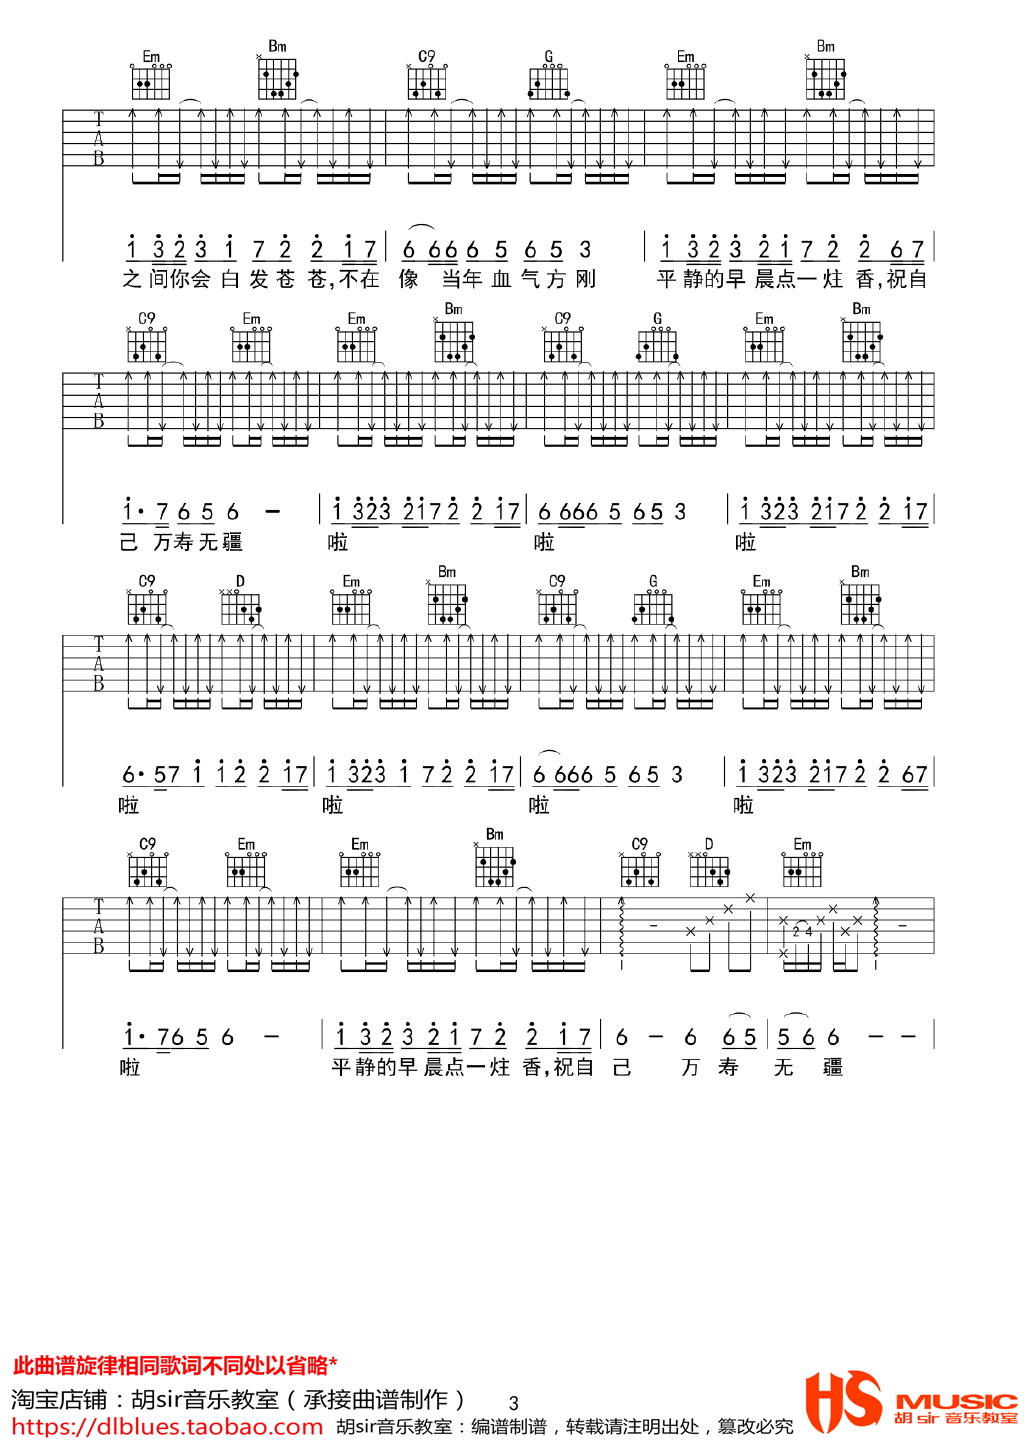 Em Bm C9 G Em Bm
T
A
B
1 3 2 3 1 7 2 2 1 7 6 6 6 6 5 6 5 3 1 3 2 3 2 1 7 2 2 6 7
之间你会白发苍苍,不在像 当年血气方刚 平静的早晨点一炷香,祝自
C9 Em Em Bm C9 G Em Bm
T
A
B
1· 7 6 5 6 – 1 3 2 3 2 1 7 2 2 1 7 6 6 6 6 5 6 5 3 1 3 2 3 2 1 7 2 2 1 7
己 万寿无疆 啦 啦 啦
C9 D Em Bm C9 G Em Bm
T
A
B
6· 5 7 1 1 2 2 1 7 1 3 2 3 1 7 2 2 1 7 6 6 6 6 5 6 5 3 1 3 2 3 2 1 7 2 2 6 7
啦 啦 啦 啦
C9 Em Em Bm C9 D Em
T
A
B
2 4
1· 7 6 5 6 – 1 3 2 3 2 1 7 2 2 1 7 6 – 6 6 5 5 6 6 – –
啦 平静的早晨点一炷香,祝自 己 万 寿 无 疆
此曲谱旋律相同歌词不同处以省略*
淘宝店铺：胡sir音乐教室（承接曲谱制作）
3
https://dlblues.taobao.com 胡sir音乐教室：编谱制谱，转载请注明出处，篡改必究
HS MUSIC
胡 sir 音乐教室